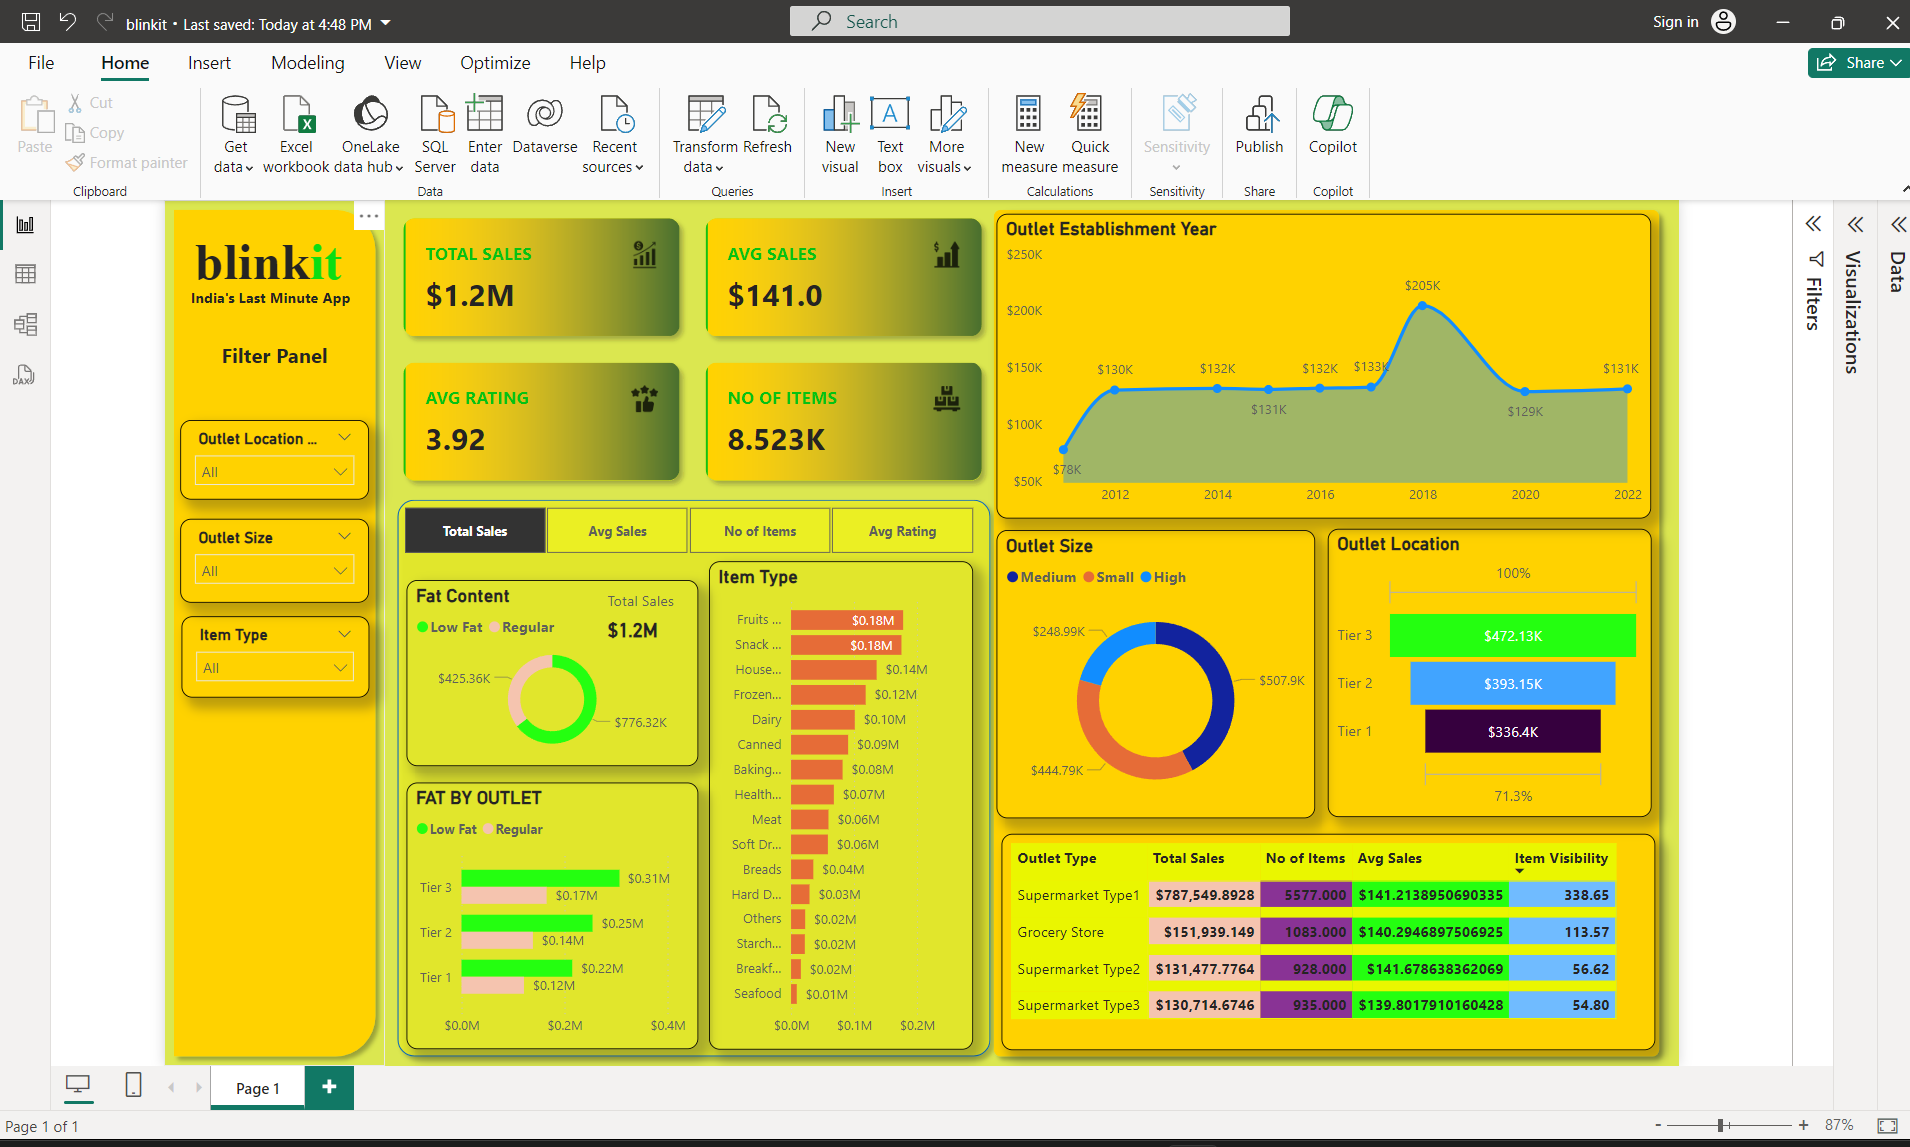 blinkit • Last saved: Today at 4:48 PM
Search
Sign in
File Home Insert Modeling View Optimize Help
Share
Paste
Cut
Copy
Format painter
Clipboard
Get data
Excel workbook
OneLake data hub
SQL Server
Enter data
Dataverse
Recent sources
Data
Transform data
Refresh
Queries
New visual
Text box
More visuals
Insert
New measure
Quick measure
Calculations
Sensitivity
Sensitivity
Publish
Share
Copilot
Copilot
DAX
blinkit
India's Last Minute App
Filter Panel
Outlet Location ...
All
Outlet Size
All
Item Type
All
TOTAL SALES
$1.2M
AVG SALES
$141.0
AVG RATING
3.92
NO OF ITEMS
8.523K
Total Sales Avg Sales No of Items Avg Rating
Fat Content
Low Fat Regular
Total Sales
$1.2M
$425.36K
$776.32K
FAT BY OUTLET
Low Fat Regular
Tier 3 $0.31M
$0.17M
Tier 2 $0.25M
$0.14M
Tier 1 $0.22M
$0.12M
$0.0M $0.2M $0.4M
Item Type
Fruits ... $0.18M
Snack ... $0.18M
House... $0.14M
Frozen... $0.12M
Dairy $0.10M
Canned $0.09M
Baking... $0.08M
Health... $0.07M
Meat $0.06M
Soft Dr... $0.06M
Breads $0.04M
Hard D... $0.03M
Others $0.02M
Starch... $0.02M
Breakf... $0.02M
Seafood $0.01M
$0.0M $0.1M $0.2M
Outlet Establishment Year
$250K
$200K
$150K
$100K
$50K
$78K
$130K
$132K
$131K
$132K
$133K
$205K
$129K
$131K
2012 2014 2016 2018 2020 2022
Outlet Size
Medium Small High
$248.99K
$507.9K
$444.79K
Outlet Location
100%
Tier 3 $472.13K
Tier 2 $393.15K
Tier 1 $336.4K
71.3%
Outlet Type Total Sales No of Items Avg Sales Item Visibility
Supermarket Type1 $787,549.8928 5577.000 $141.2138950690335 338.65
Grocery Store $151,939.149 1083.000 $140.2946897506925 113.57
Supermarket Type2 $131,477.7764 928.000 $141.678638362069 56.62
Supermarket Type3 $130,714.6746 935.000 $139.8017910160428 54.80
Filters
Visualizations
Data
Page 1
Page 1 of 1
87%